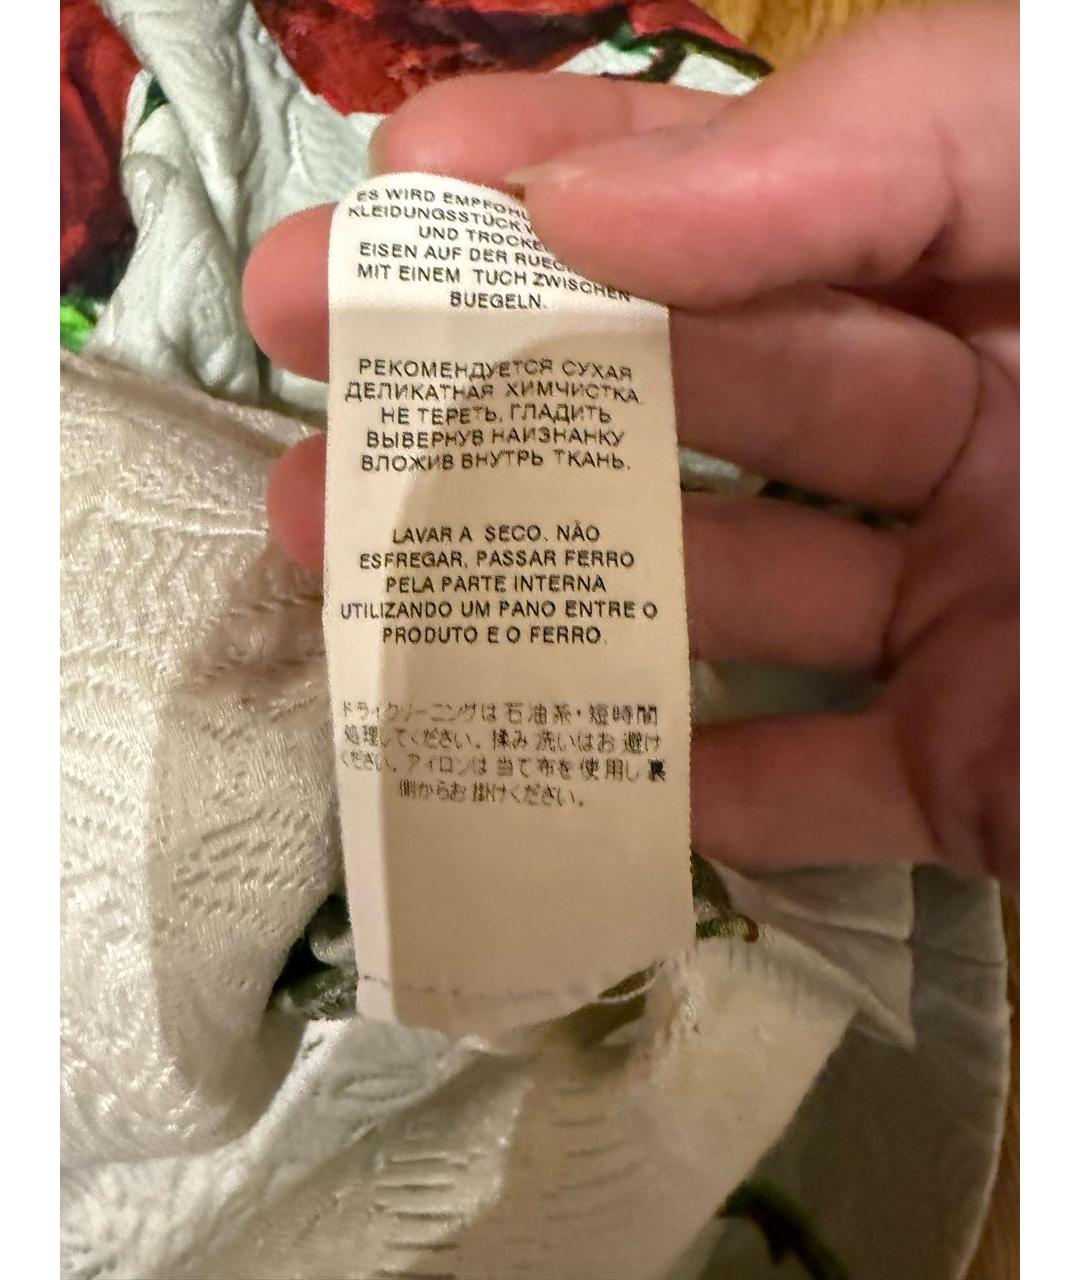 ES WIRD EMPFOHL
KLEIDUNGSSTÜCK
UND TROCKE
EISEN AUF DER RUEC
MIT EINEM TUCH ZWISCHEN
BUEGELN.
РЕКОМЕНДУЕТСЯ СУХАЯ
ДЕЛИКАТНАЯ ХИМЧИСТКА
НЕ ТЕРЕТЬ. ГЛАДИТЬ
ВЫВЕРНУВ НАИЗНАНКУ
ВЛОЖИВ ВНУТРЬ ТКАНЬ.
LAVAR A SECO. NÃO
ESFREGAR. PASSAR FERRO
PELA PARTE INTERNA
UTILIZANDO UM PANO ENTRE O
PRODUTO E O FERRO.
ドライクリーニングは石油系・短時間
処理してください。揉み洗いはお避け
ください。アイロンは当て布を使用し裏
側からお掛けください。